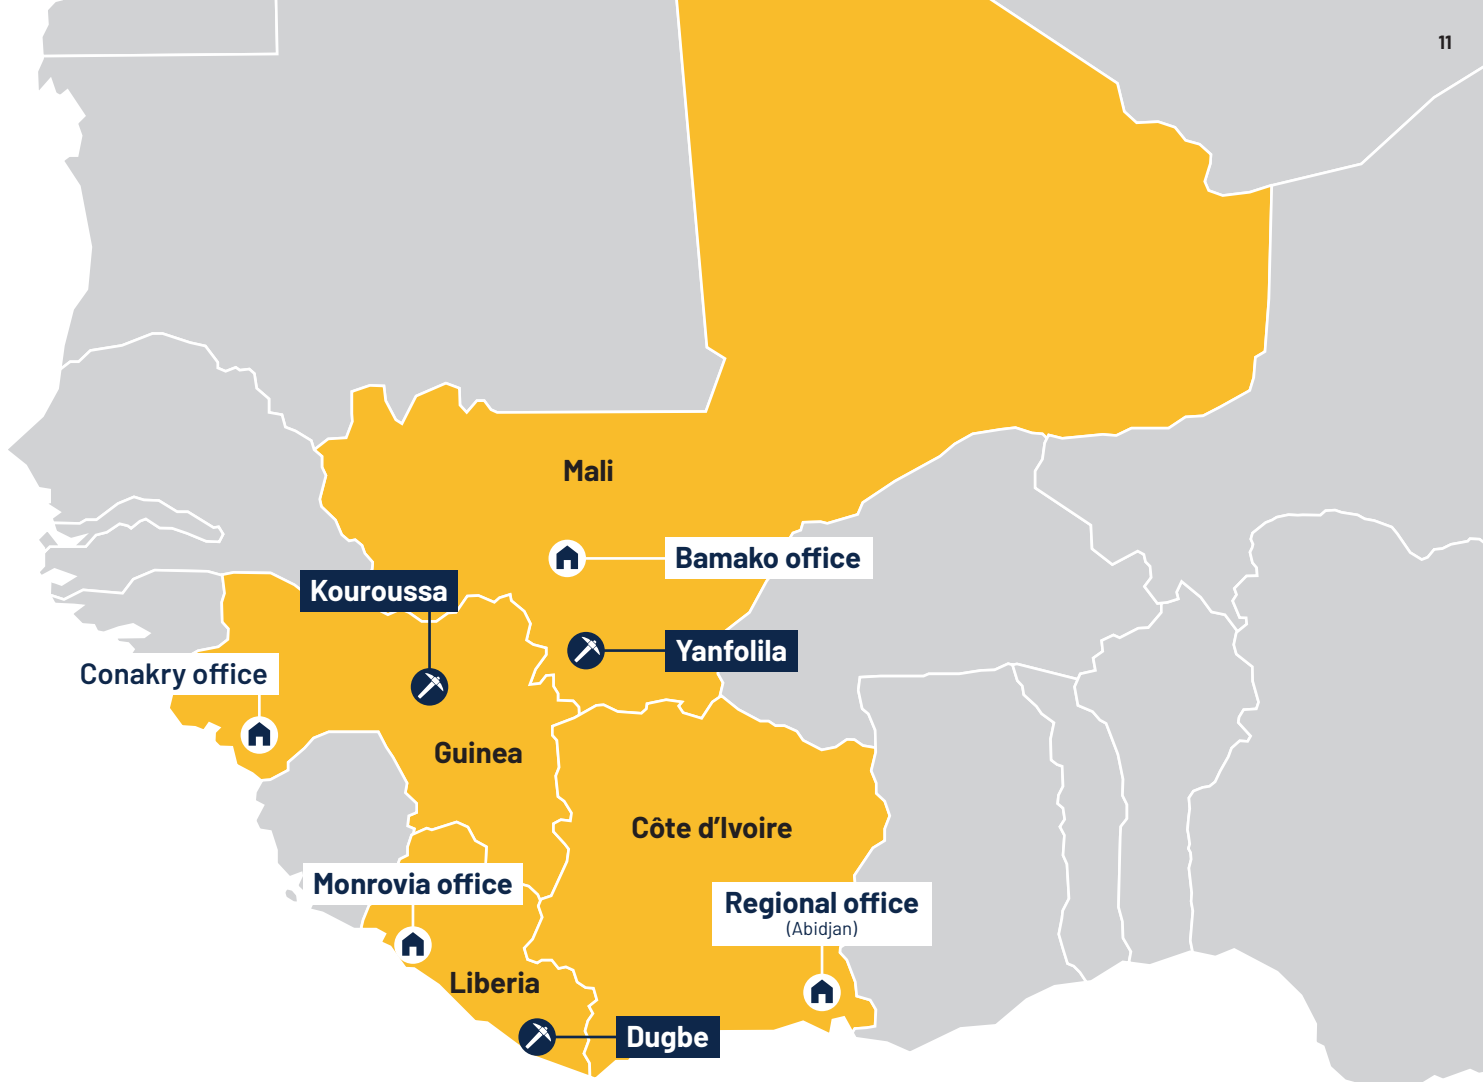 11
Mali
Bamako office
Kouroussa
Yanfolila
Conakry office
Guinea
Côte d’Ivoire
Monrovia office
Regional office
(Abidjan)
Liberia
Dugbe